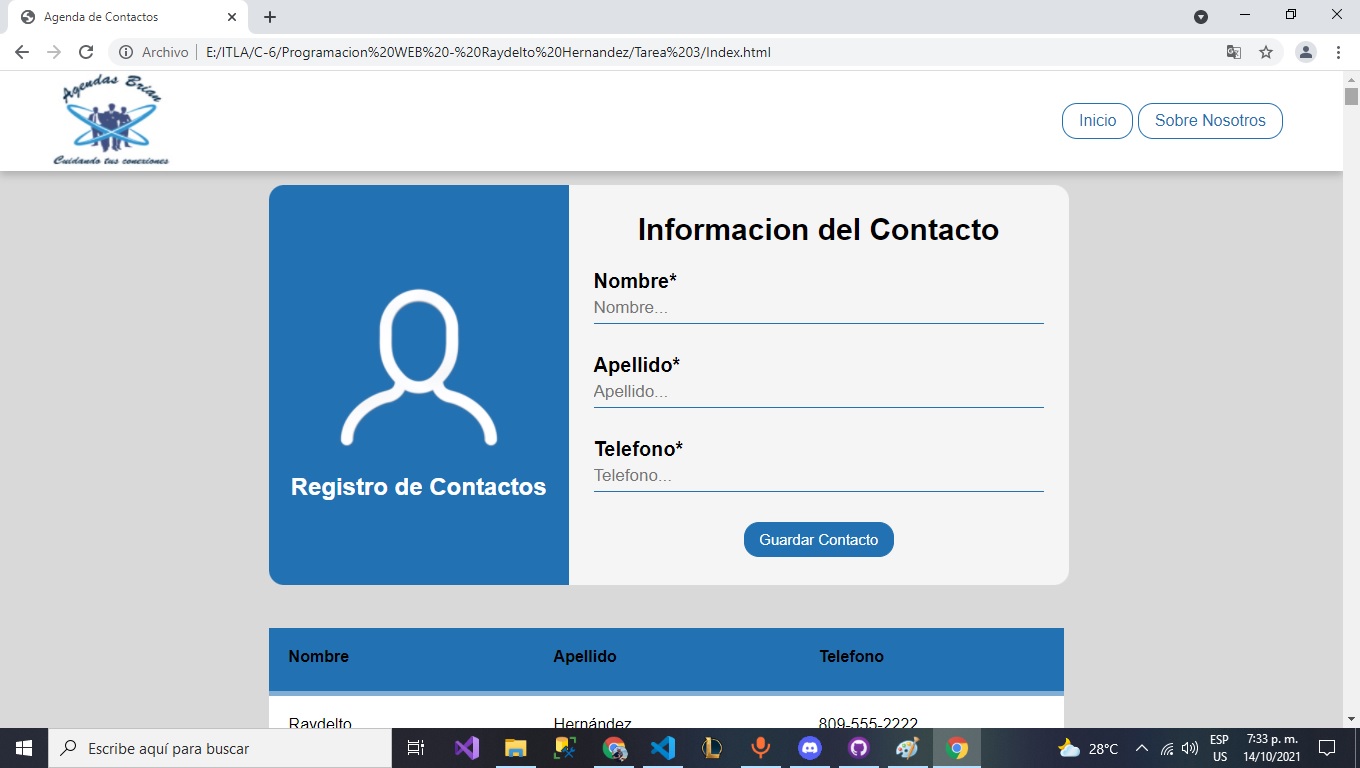 Agenda de Contactos
Archivo | E:/ITLA/C-6/Programacion%20WEB%20-%20Raydelto%20Hernandez/Tarea%203/Index.html
Agendas Brian
Cuidando tus conexiones
Inicio
Sobre Nosotros
Informacion del Contacto
Nombre*
Nombre...
Apellido*
Apellido...
Telefono*
Telefono...
Registro de Contactos
Guardar Contacto
Nombre Apellido Telefono
Raydelto Hernández 809-555-2222
Escribe aquí para buscar
28°C
ESP
US
7:33 p. m.
14/10/2021